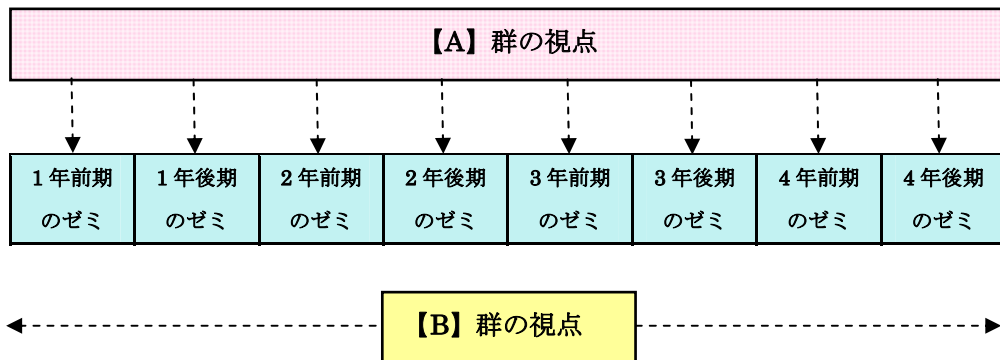 【A】群の視点
1年前期
のゼミ
1年後期
のゼミ
2年前期
のゼミ
2年後期
のゼミ
3年前期
のゼミ
3年後期
のゼミ
4年前期
のゼミ
4年後期
のゼミ
【B】群の視点